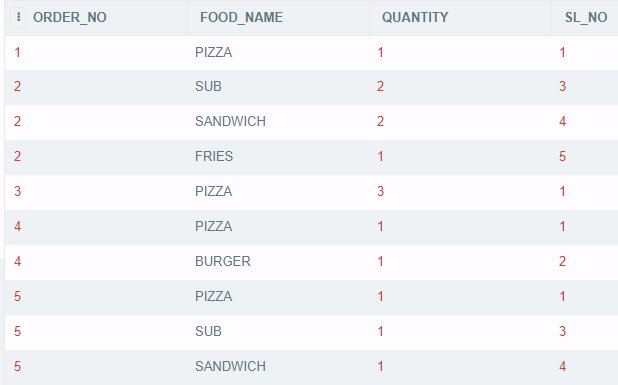 ORDER_NO FOOD_NAME QUANTITY SL_NO
1 PIZZA 1 1
2 SUB 2 3
2 SANDWICH 2 4
2 FRIES 1 5
3 PIZZA 3 1
4 PIZZA 1 1
4 BURGER 1 2
5 PIZZA 1 1
5 SUB 1 3
5 SANDWICH 1 4